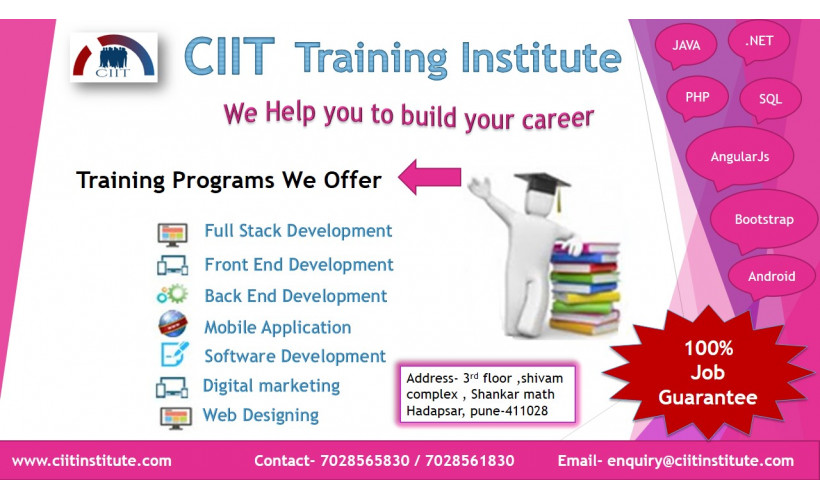 CIIT
CIIT Training Institute
We Help you to build your career
Training Programs We Offer
Full Stack Development
Front End Development
Back End Development
Mobile Application
Software Development
Digital marketing
Web Designing
Address- 3rd floor ,shivam
complex , Shankar math
Hadapsar, pune-411028
JAVA
.NET
PHP
SQL
AngularJs
Bootstrap
Android
100%
Job
Guarantee
www.ciitinstitute.com
Contact- 7028565830 / 7028561830
Email- enquiry@ciitinstitute.com